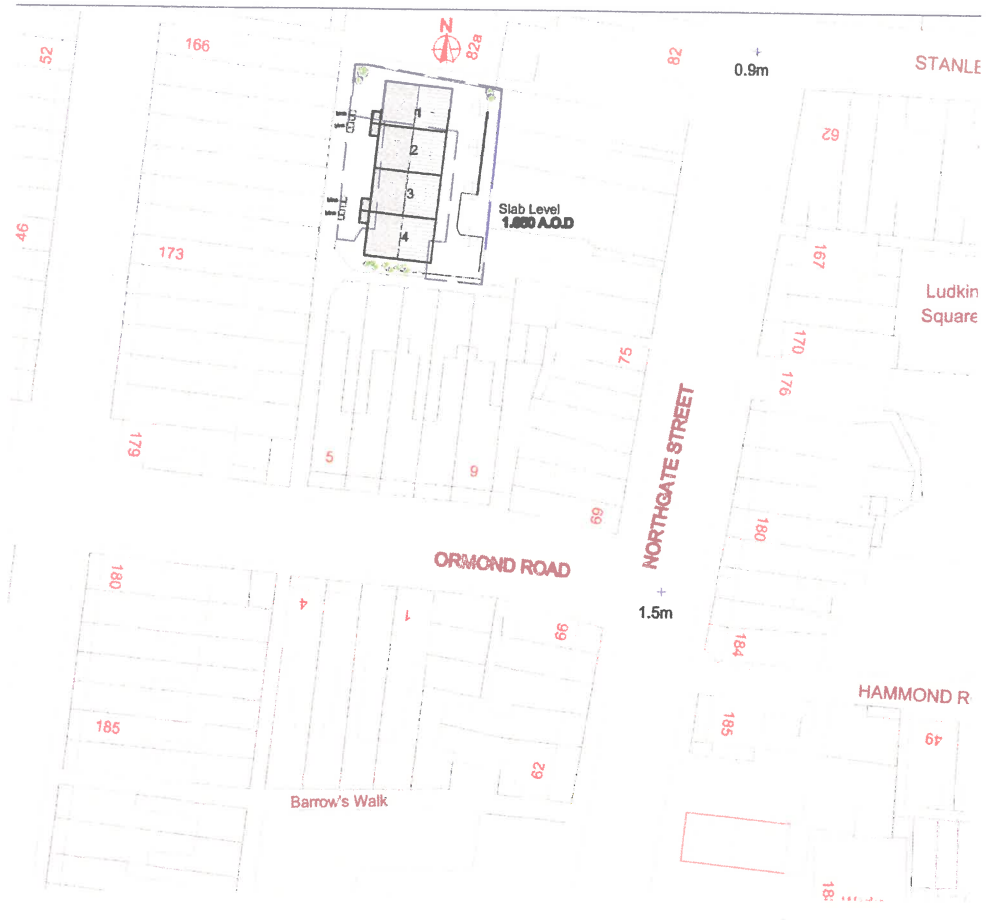 N
82a
166
52
82
0.9m
STANLE
1
62
2
3
Slab Level
46
4
173
167
Ludkin
Square
170
75
176
179
5
9
69
NORTHGATE STREET
180
ORMOND ROAD
180
4
1
1.5m
66
184
HAMMOND R
185
185
49
62
Barrow's Walk